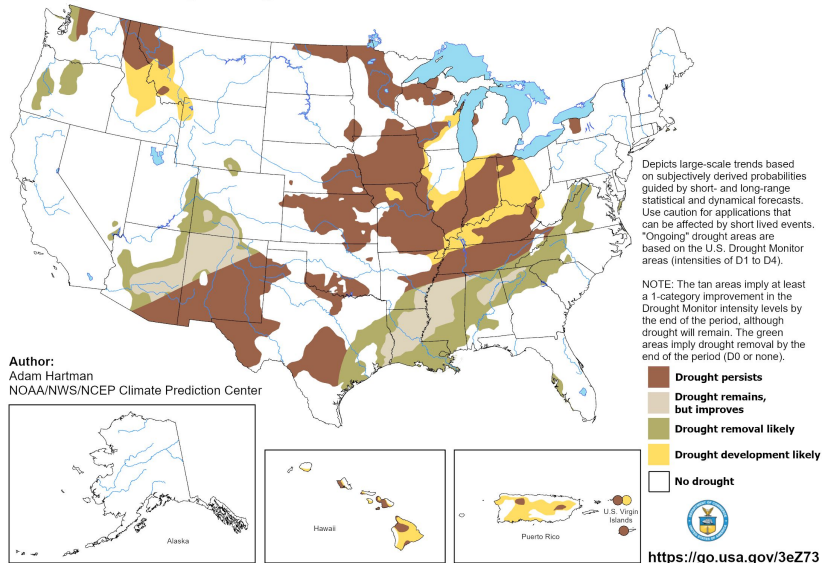 Depicts large-scale trends based
on subjectively derived probabilities
guided by short- and long-range
statistical and dynamical forecasts.
Use caution for applications that
can be affected by short lived events.
"Ongoing" drought areas are
based on the U.S. Drought Monitor
areas (intensities of D1 to D4).
NOTE: The tan areas imply at least
a 1-category improvement in the
Drought Monitor intensity levels by
the end of the period, although
drought will remain. The green
areas imply drought removal by the
end of the period (D0 or none).
Author:
Adam Hartman
NOAA/NWS/NCEP Climate Prediction Center
Drought persists
Drought remains,
but improves
Drought removal likely
Drought development likely
No drought
Alaska
Hawaii
Puerto Rico
U.S. Virgin
Islands
https://go.usa.gov/3eZ73